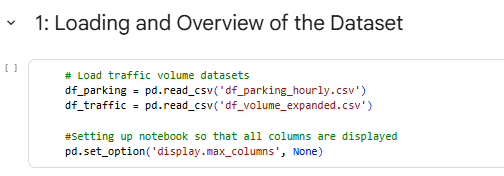 1: Loading and Overview of the Dataset
[ ]
# Load traffic volume datasets
df_parking = pd.read_csv('df_parking_hourly.csv')
df_traffic = pd.read_csv('df_volume_expanded.csv')
#Setting up notebook so that all columns are displayed
pd.set_option('display.max_columns', None)